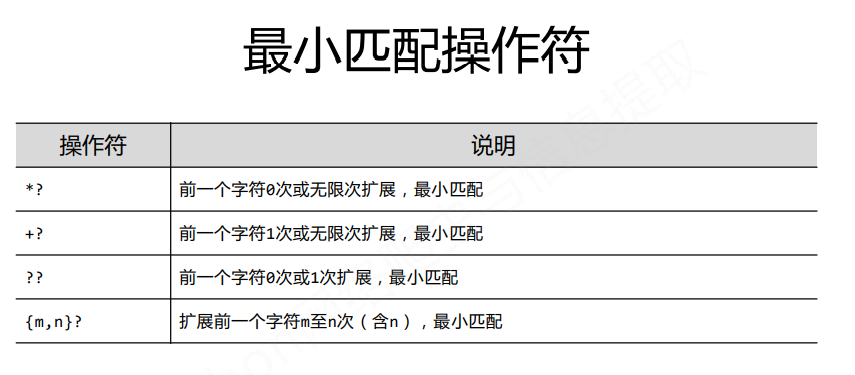 最小匹配操作符
操作符 说明
*? 前一个字符0次或无限次扩展，最小匹配
+? 前一个字符1次或无限次扩展，最小匹配
?? 前一个字符0次或1次扩展，最小匹配
{m,n}? 扩展前一个字符m至n次（含n），最小匹配